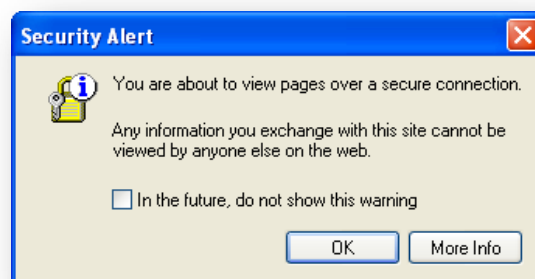 Security Alert
You are about to view pages over a secure connection.
Any information you exchange with this site cannot be
viewed by anyone else on the web.
In the future, do not show this warning
OK
More Info